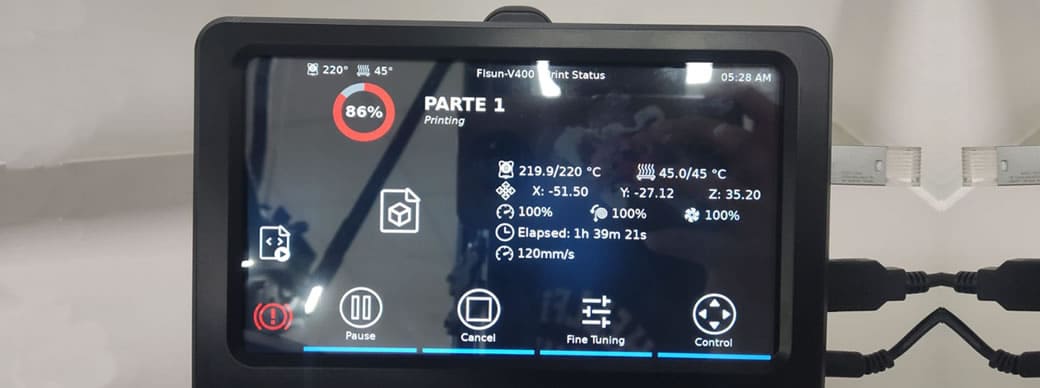 220° 45° Flsun-V400 Print Status 05:28 AM
86%
PARTE 1
Printing
219.9/220 °C 45.0/45 °C
X: -51.50 Y: -27.12 Z: 35.20
100% 100% 100%
Elapsed: 1h 39m 21s
120mm/s
Pause Cancel Fine Tuning Control